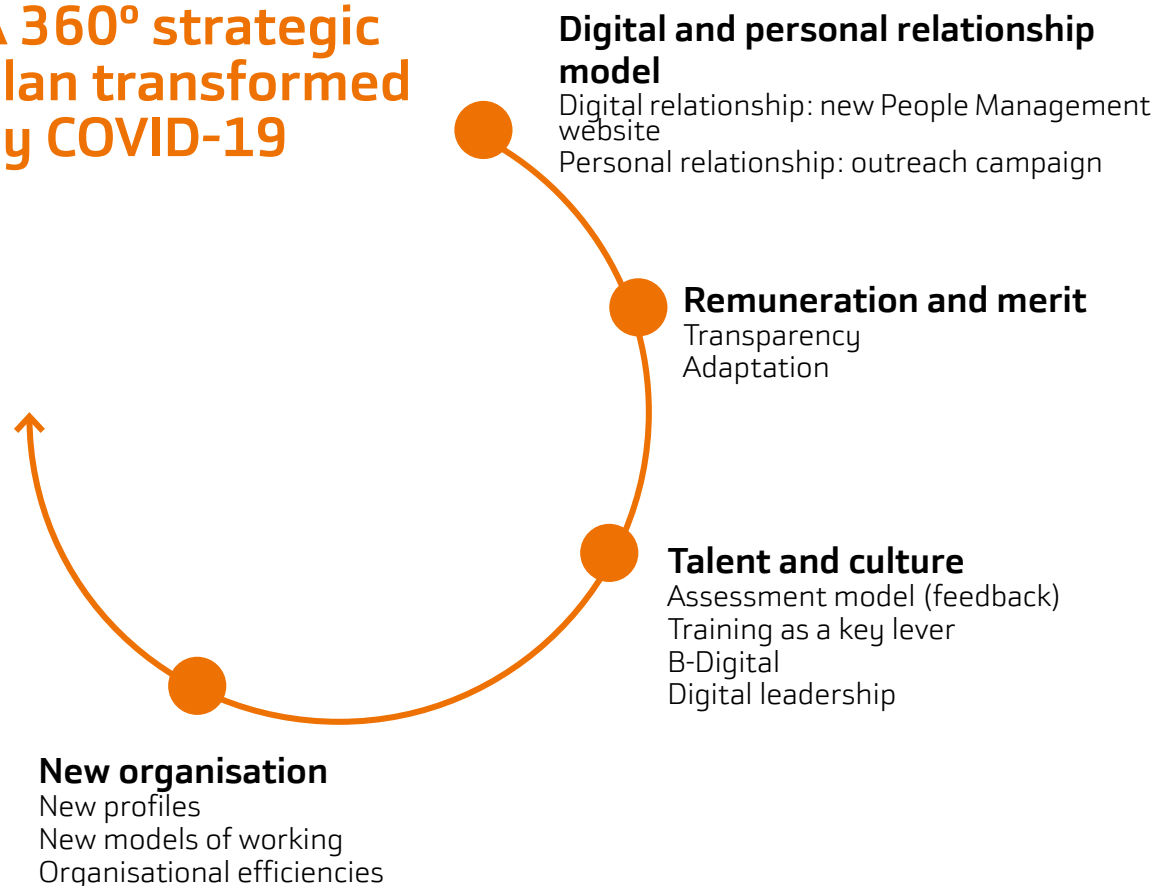 360º strategic
lan transformed
y COVID-19
Digital and personal relationship
model
Digital relationship: new People Management
website
Personal relationship: outreach campaign
Remuneration and merit
Transparency
Adaptation
Talent and culture
Assessment model (feedback)
Training as a key lever
B-Digital
Digital leadership
New organisation
New profiles
New models of working
Organisational efficiencies